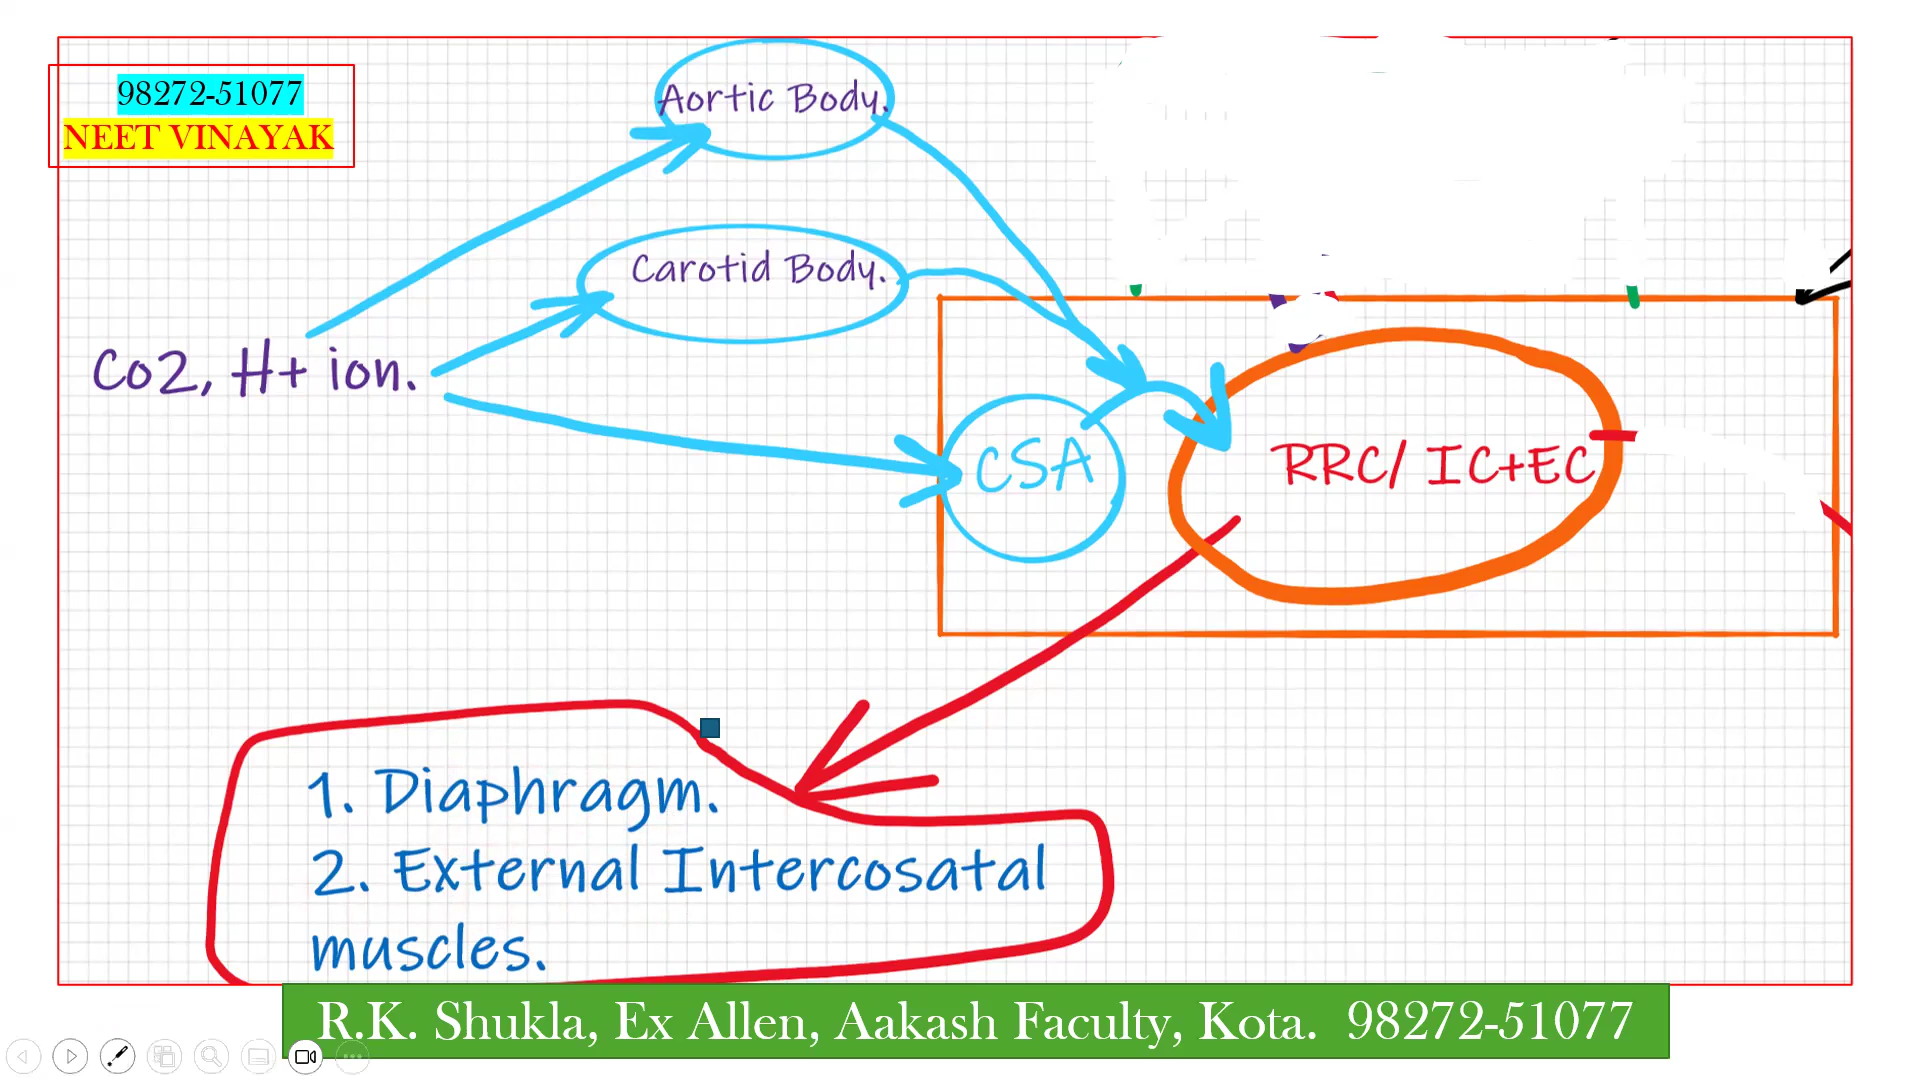 98272-51077
NEET VINAYAK
Aortic Body.
Carotid Body.
Co2, H+ ion.
CSA
RRC/ IC+EC
1. Diaphragm.
2. External Intercosatal
muscles.
R.K. Shukla, Ex Allen, Aakash Faculty, Kota. 98272-51077